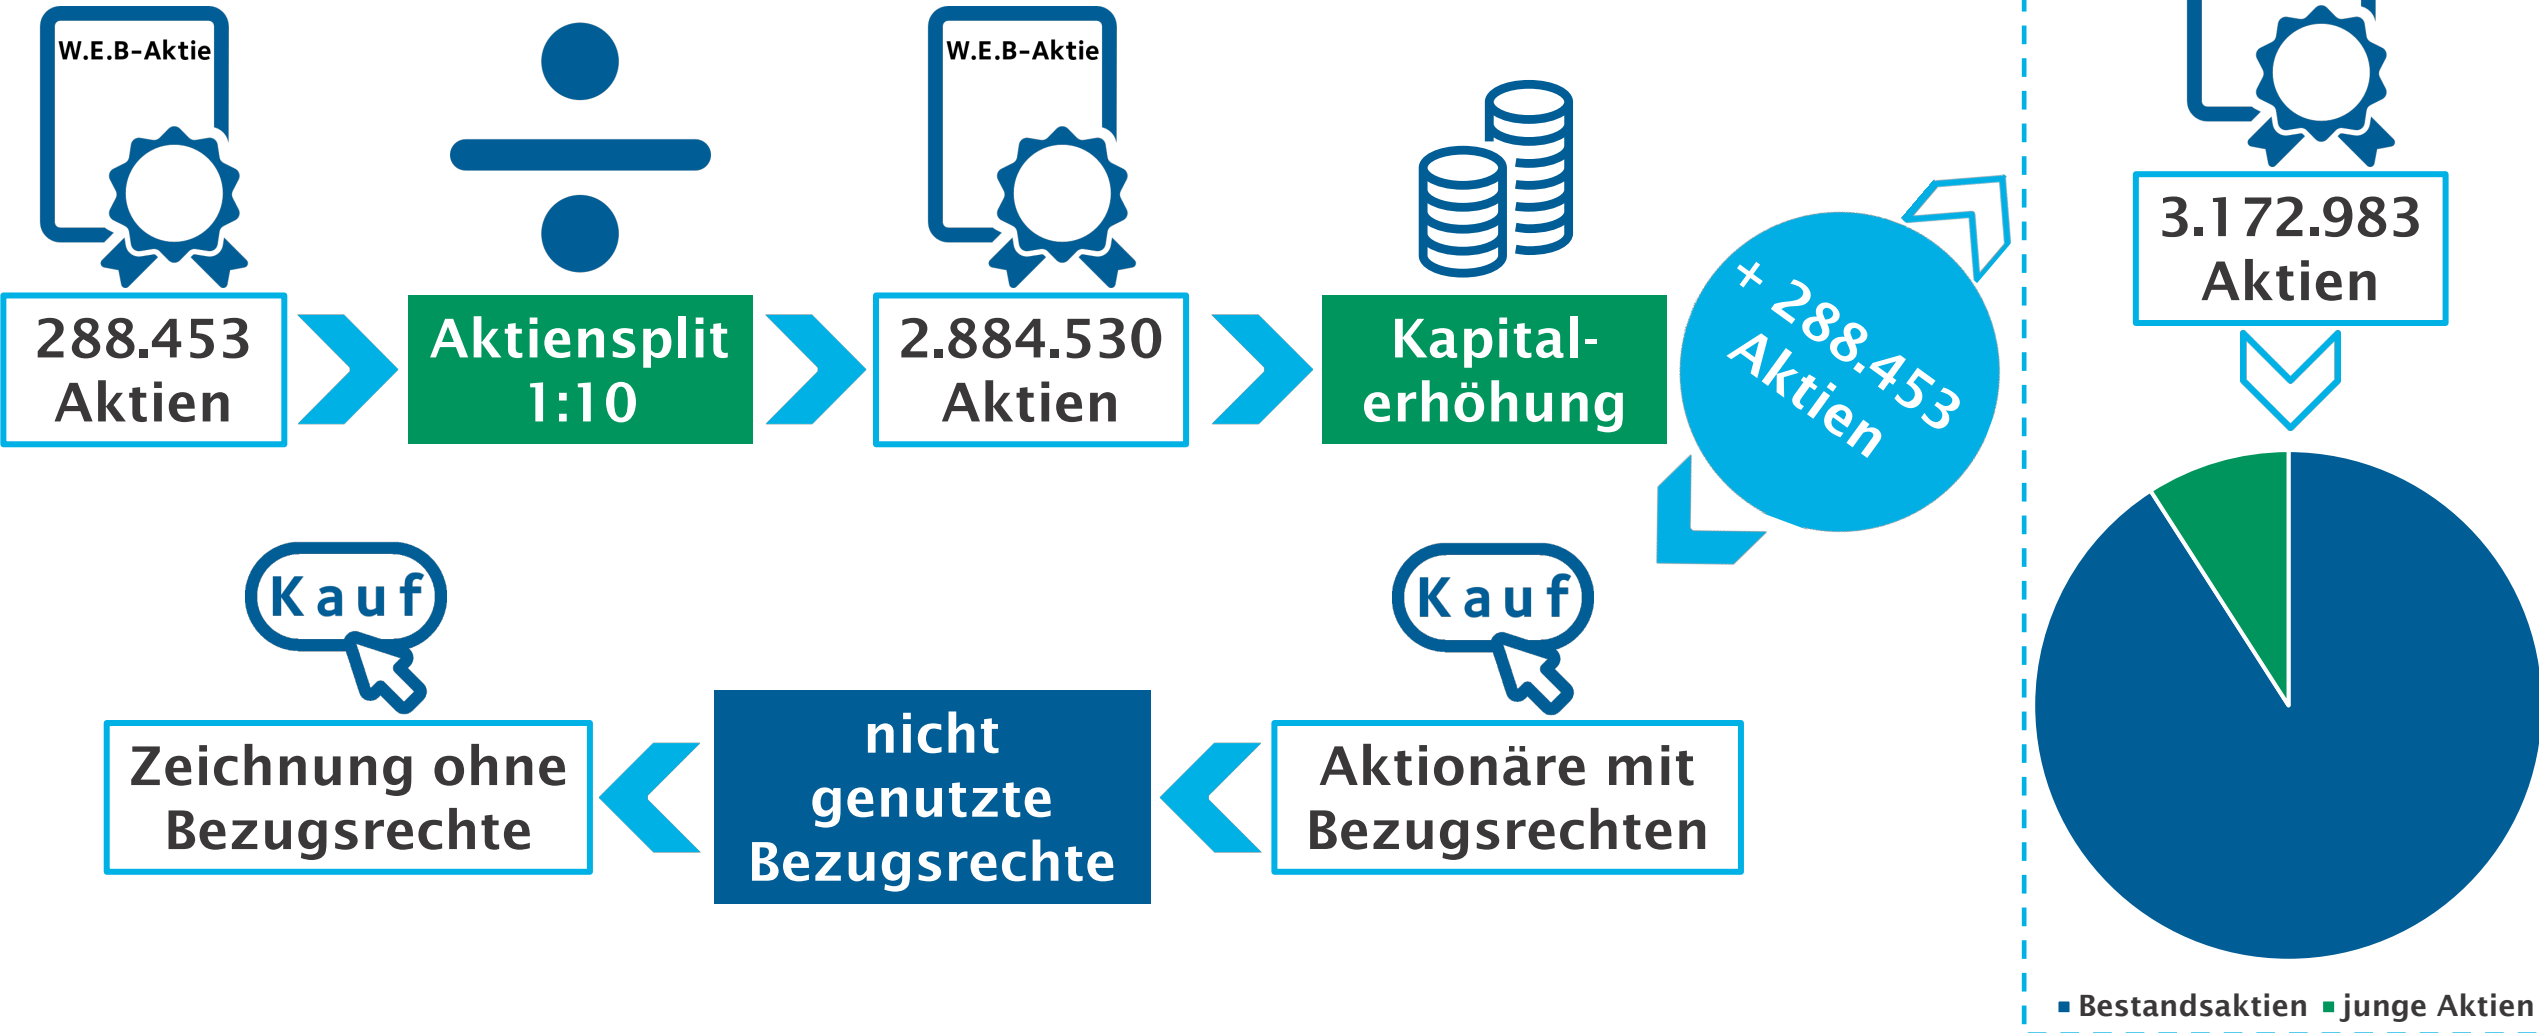 W.E.B-Aktie
W.E.B-Aktie
288.453
Aktien
Aktiensplit
1:10
2.884.530
Aktien
Kapital-
erhöhung
+ 288.453
Aktien
3.172.983
Aktien
Kauf
Kauf
Zeichnung ohne
Bezugsrechte
nicht
genutzte
Bezugsrechte
Aktionäre mit
Bezugsrechten
Bestandsaktien junge Aktien